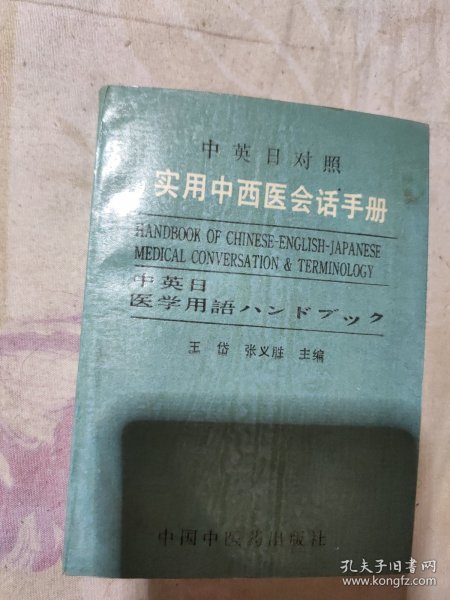 中英日对照
实用中西医会话手册
HANDBOOK OF CHINESE-ENGLISH-JAPANESE
MEDICAL CONVERSATION & TERMINOLOGY
中英日
医学用語ハンドブック
王岱 张义胜 主编
中国中医药出版社
孔夫子旧书网
www.kongfz.com